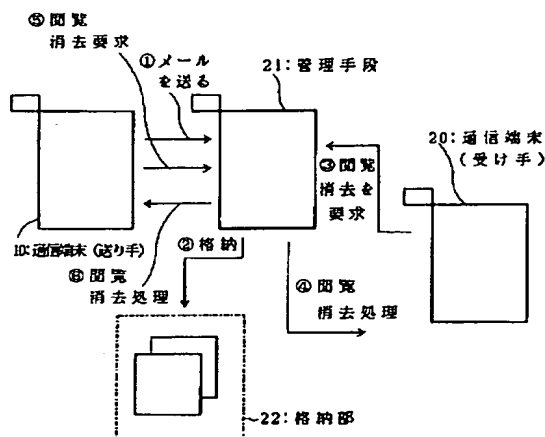 ⑤閲覧
消去要求
①メール
を送る
21:管理手段
20:通信端末
(受け手)
③閲覧
消去を
要求
10:通信端末(送り手)
②格納
⑥閲覧
消去処理
④閲覧
消去処理
22:格納部